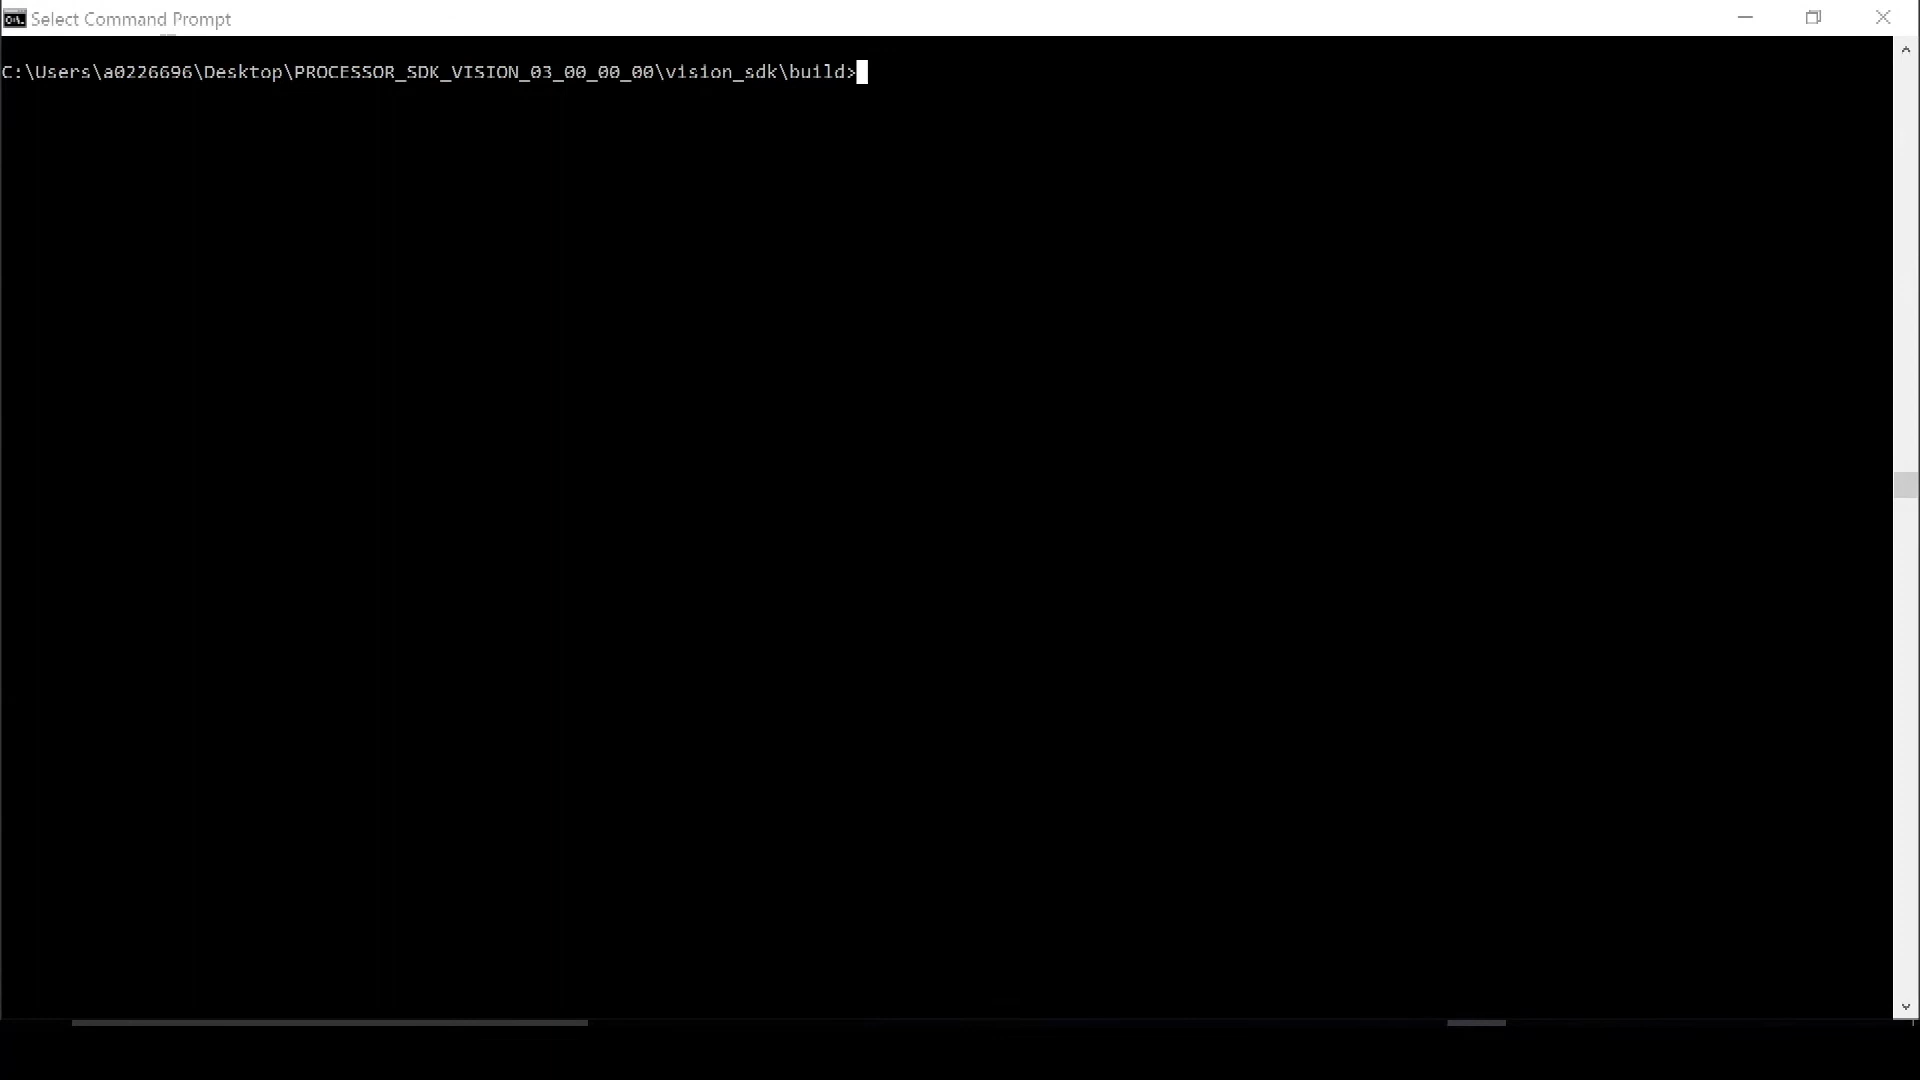 Select Command Prompt
C:\Users\a0226696\Desktop\PROCESSOR_SDK_VISION_03_00_00_00\vision_sdk\build>